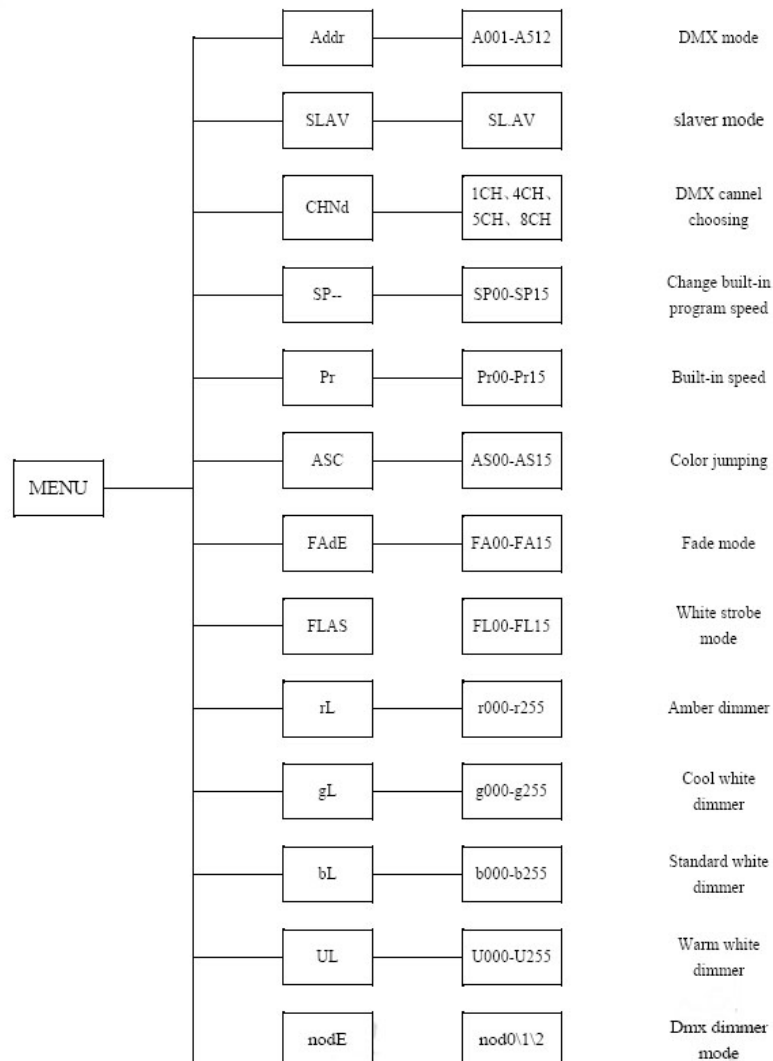 Addr A001-A512 DMX mode
SLAV SL.AV slaver mode
CHNd 1CH、4CH、 DMX cannel
5CH、8CH choosing
SP-- SP00-SP15 Change built-in
program speed
Pr Pr00-Pr15 Built-in speed
ASC AS00-AS15 Color jumping
MENU
FAdE FA00-FA15 Fade mode
FLAS FL00-FL15 White strobe
mode
rL r000-r255 Amber dimmer
gL g000-g255 Cool white
dimmer
bL b000-b255 Standard white
dimmer
UL U000-U255 Warm white
dimmer
nodE nod0\1\2 Dmx dimmer
mode